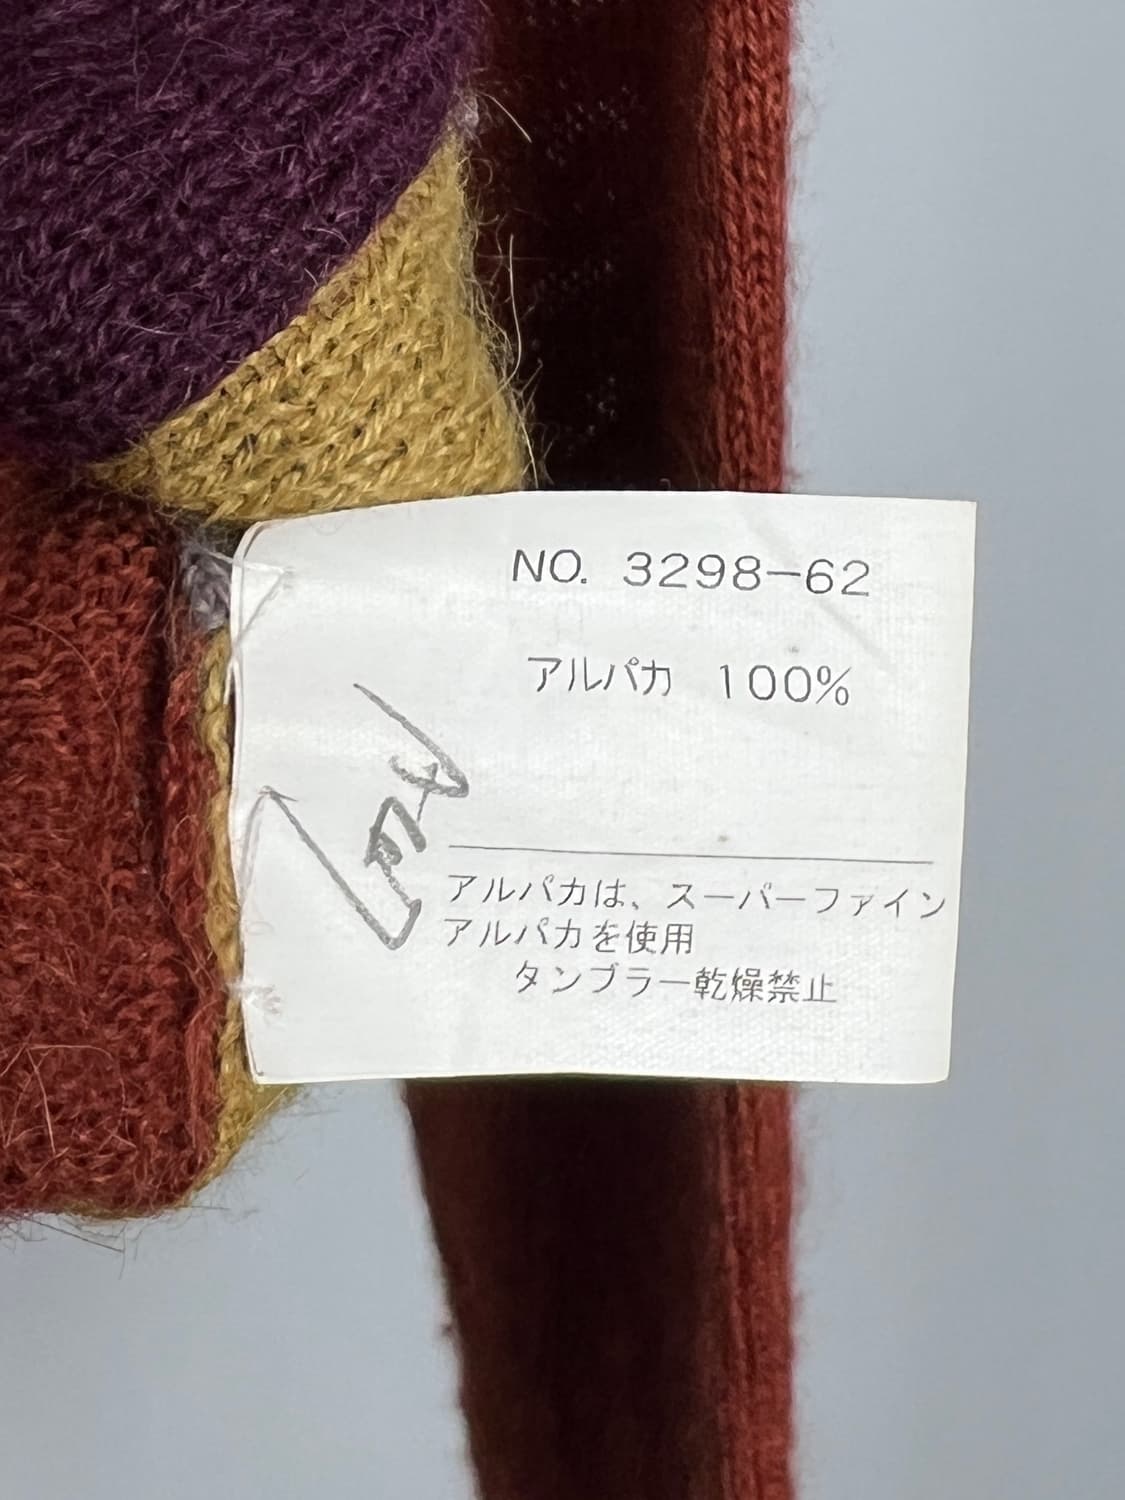 NO. 3298-62
アルパカ 100%
アルパカは、スーパーファイン
アルパカを使用
タンブラー乾燥禁止